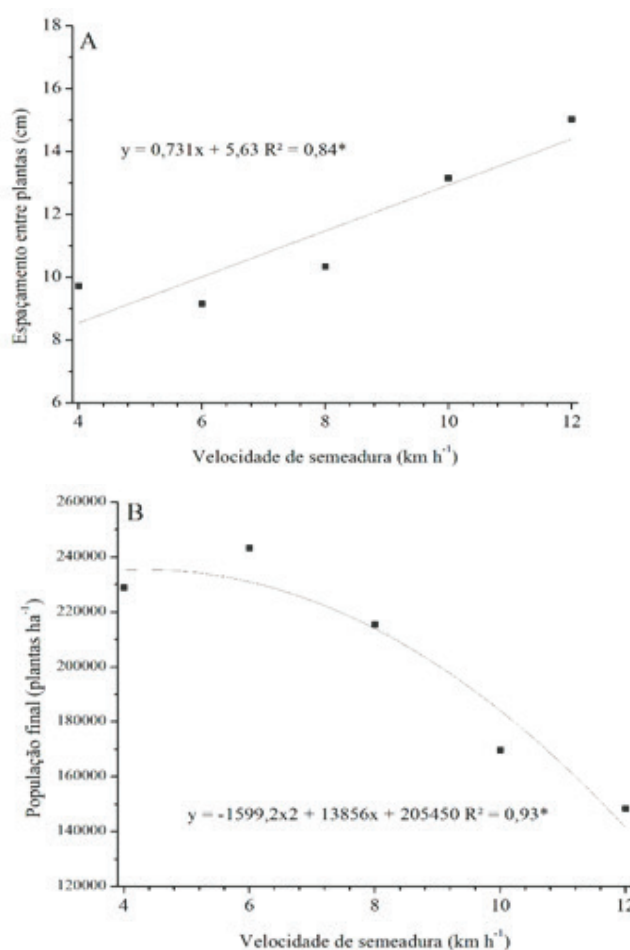 A
18
16
14
12
10
8
6
Espaçamento entre plantas (cm)
y = 0,731x + 5,63 R² = 0,84*
4 6 8 10 12
Velocidade de semeadura (km h⁻¹)
B
260000
240000
220000
200000
180000
160000
140000
120000
População final (plantas ha⁻¹)
y = -1599,2x2 + 13856x + 205450 R² = 0,93*
4 6 8 10 12
Velocidade de semeadura (km h⁻¹)